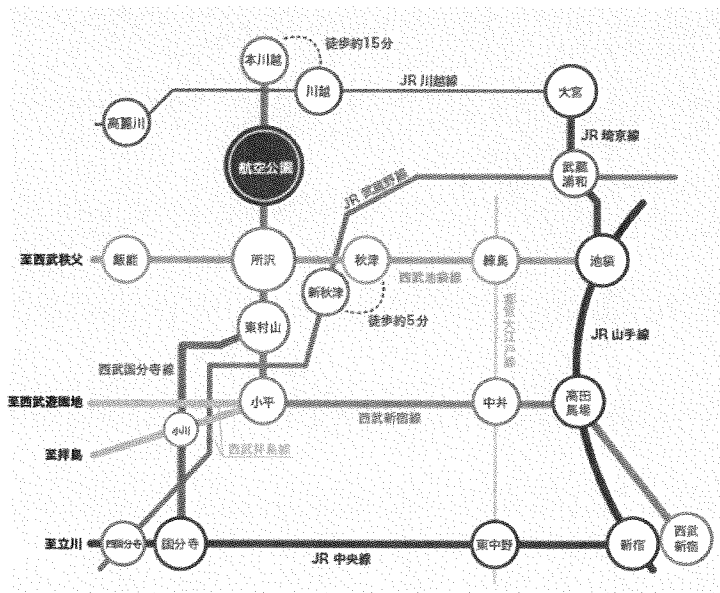 本川越
徒歩約15分
川越
JR 川越線
大宮
高麗川
JR 埼京線
航空公園
武蔵
浦和
JR 武蔵野線
至西武秩父
飯能
所沢
秋津
練馬
池袋
西武池袋線
新秋津
徒歩約5分
都営大江戸線
東村山
JR 山手線
西武国分寺線
至西武遊園地
小平
中井
高田
馬場
西武新宿線
小川
西武拝島線
至拝島
至立川
西国分寺
国分寺
東中野
新宿
西武
新宿
JR 中央線